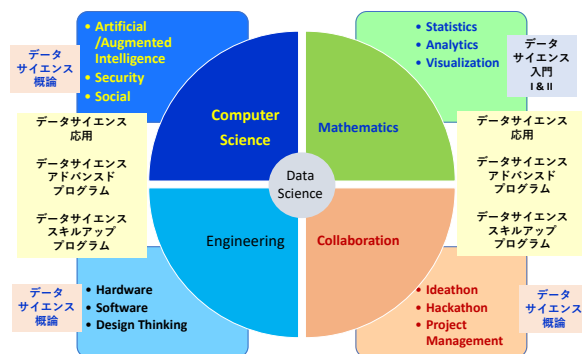 • Artificial
/Augmented
Intelligence
• Security
• Social
データ
サイエンス
概論
• Statistics
• Analytics
• Visualization
データ
サイエンス
入門
I & II
Computer
Science
Mathematics
Data
Science
Engineering
Collaboration
データサイエンス
応用
データサイエンス
アドバンスド
プログラム
データサイエンス
スキルアップ
プログラム
データサイエンス
応用
データサイエンス
アドバンスド
プログラム
データサイエンス
スキルアップ
プログラム
データ
サイエンス
概論
• Hardware
• Software
• Design Thinking
• Ideathon
• Hackathon
• Project
Management
データ
サイエンス
概論